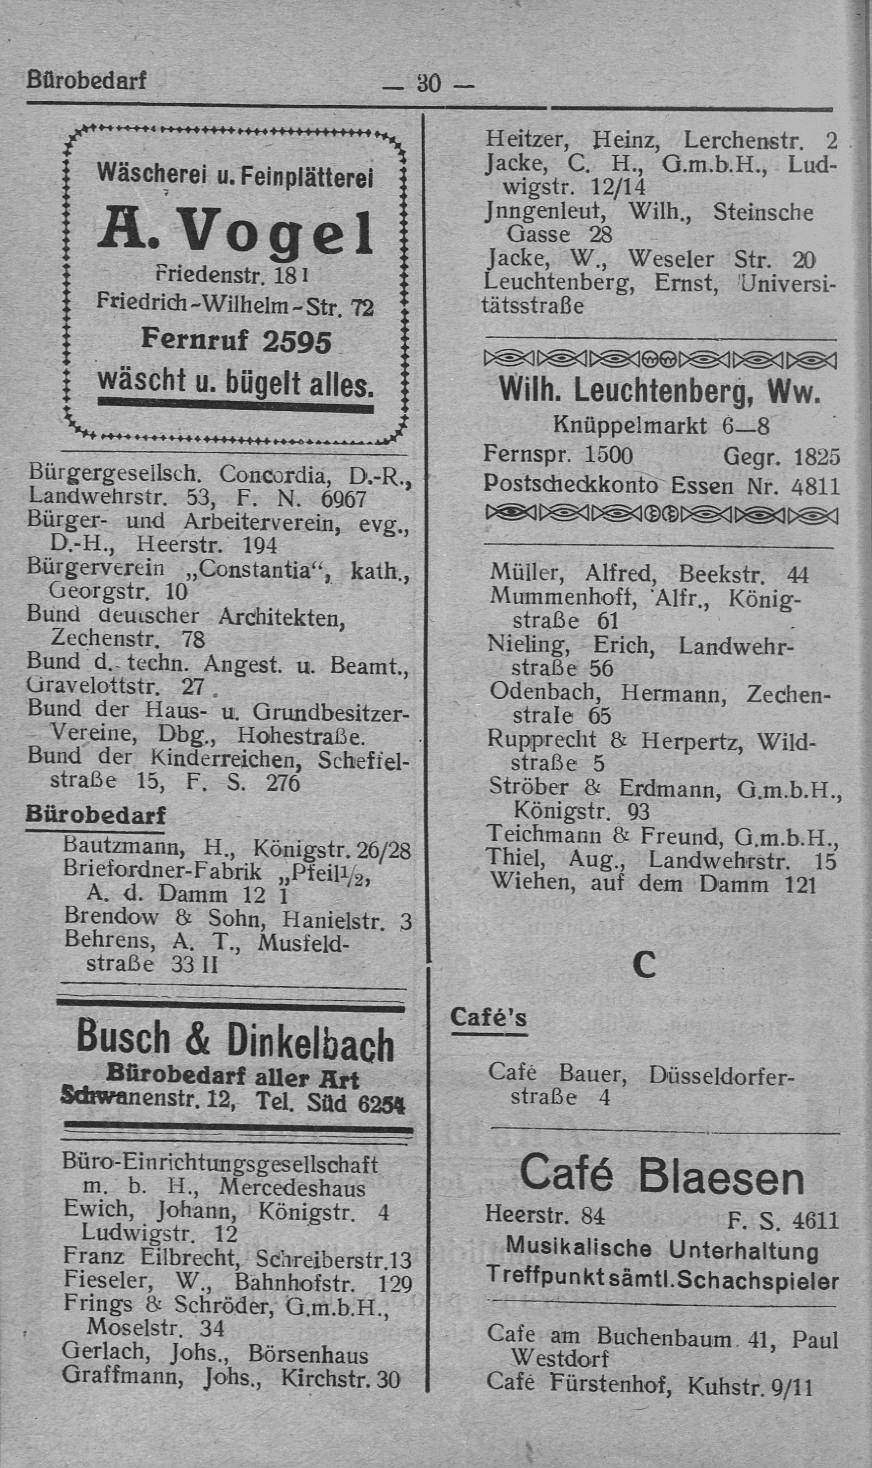 Bürobedarf
— 30 —
Wäscherei u. Feinplätterei
A. Vogel
Friedenstr. 18 I
Friedrich-Wilhelm-Str. 72
Fernruf 2595
wäscht u. bügelt alles.
Bürgergesellsch. Concordia, D.-R.,
Landwehrstr. 53, F. N. 6967
Bürger- und Arbeiterverein, evg.,
D.-H., Heerstr. 194
Bürgerverein „Constantia“, kath.,
Georgstr. 10
Bund deutscher Architekten,
Zechenstr. 78
Bund d. techn. Angest. u. Beamt.,
Gravelottstr. 27
Bund der Haus- u. Grundbesitzer-
Vereine, Dbg., Hohestraße.
Bund der Kinderreichen, Scheffel-
straße 15, F. S. 276
Bürobedarf
Bautzmann, H., Königstr. 26/28
Briefordner-Fabrik „Pfeil½,
A. d. Damm 12 I
Brendow & Sohn, Hanielstr. 3
Behrens, A. T., Musfeld-
straße 33 II
Busch & Dinkelbach
Bürobedarf aller Art
Schwanenstr. 12, Tel. Süd 6254
Büro-Einrichtungsgesellschaft
m. b. H., Mercedeshaus
Ewich, Johann, Königstr. 4
Ludwigstr. 12
Franz Eilbrecht, Schreiberstr.13
Fieseler, W., Bahnhofstr. 129
Frings & Schröder, G.m.b.H.,
Moselstr. 34
Gerlach, Johs., Börsenhaus
Graffmann, Johs., Kirchstr. 30
Heitzer, Heinz, Lerchenstr. 2
Jacke, C. H., G.m.b.H., Lud-
wigstr. 12/14
Jnngenleut, Wilh., Steinsche
Gasse 28
Jacke, W., Weseler Str. 20
Leuchtenberg, Ernst, Universi-
tätsstraße
Wilh. Leuchtenberg, Ww.
Knüppelmarkt 6—8
Fernspr. 1500 Gegr. 1825
Postscheckkonto Essen Nr. 4811
Müller, Alfred, Beekstr. 44
Mummenhoff, Alfr., König-
straße 61
Nieling, Erich, Landwehr-
straße 56
Odenbach, Hermann, Zechen-
straIe 65
Rupprecht & Herpertz, Wild-
straße 5
Ströber & Erdmann, G.m.b.H.,
Königstr. 93
Teichmann & Freund, G.m.b.H.,
Thiel, Aug., Landwehrstr. 15
Wiehen, auf dem Damm 121
C
Café's
Café Bauer, Düsseldorfer-
straße 4
Café Blaesen
Heerstr. 84 F. S. 4611
Musikalische Unterhaltung
Treffpunkt sämtl. Schachspieler
Cafe am Buchenbaum 41, Paul
Westdorf
Café Fürstenhof, Kuhstr. 9/11